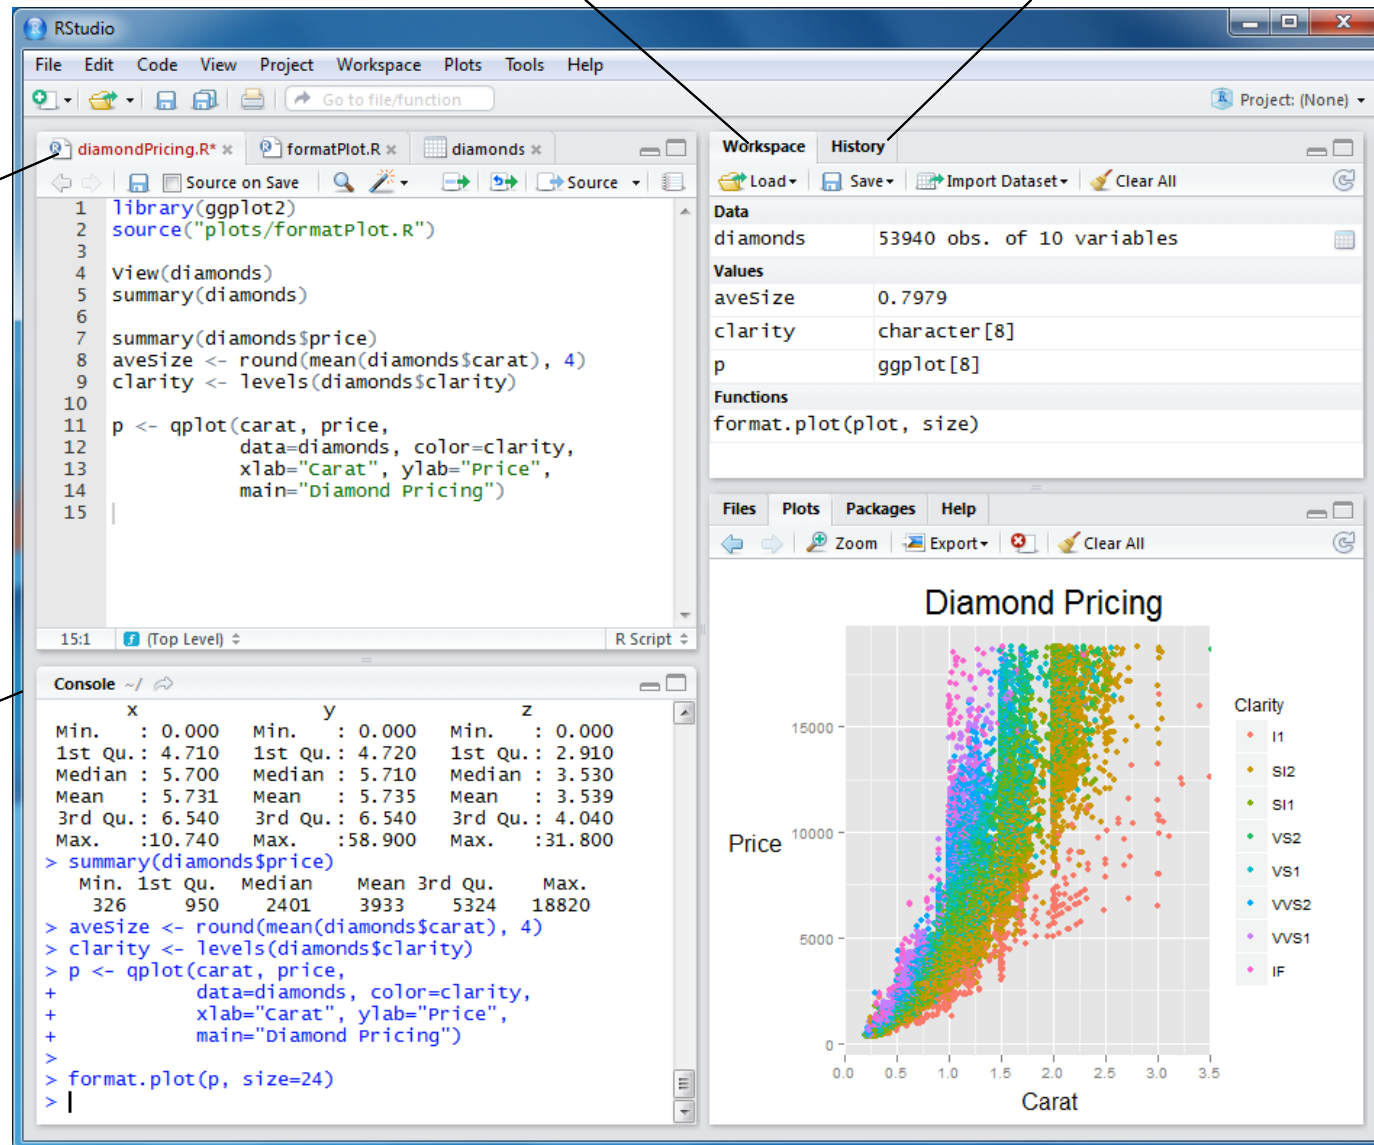 RStudio
File Edit Code View Project Workspace Plots Tools Help
Go to file/function
Project: (None)
diamondPricing.R* formatPlot.R diamonds
Source on Save Source
1 library(ggplot2)
2 source("plots/formatPlot.R")
3
4 View(diamonds)
5 summary(diamonds)
6
7 summary(diamonds$price)
8 aveSize <- round(mean(diamonds$carat), 4)
9 clarity <- levels(diamonds$clarity)
10
11 p <- qplot(carat, price,
12 data=diamonds, color=clarity,
13 xlab="Carat", ylab="Price",
14 main="Diamond Pricing")
15
15:1 (Top Level) R Script
Console ~/
x y z
Min. : 0.000 Min. : 0.000 Min. : 0.000
1st Qu.: 4.710 1st Qu.: 4.720 1st Qu.: 2.910
Median : 5.700 Median : 5.710 Median : 3.530
Mean : 5.731 Mean : 5.735 Mean : 3.539
3rd Qu.: 6.540 3rd Qu.: 6.540 3rd Qu.: 4.040
Max. :10.740 Max. :58.900 Max. :31.800
> summary(diamonds$price)
Min. 1st Qu. Median Mean 3rd Qu. Max.
326 950 2401 3933 5324 18820
> aveSize <- round(mean(diamonds$carat), 4)
> clarity <- levels(diamonds$clarity)
> p <- qplot(carat, price,
+ data=diamonds, color=clarity,
+ xlab="Carat", ylab="Price",
+ main="Diamond Pricing")
>
> format.plot(p, size=24)
>
Workspace History
Load Save Import Dataset Clear All
Data
diamonds 53940 obs. of 10 variables
Values
aveSize 0.7979
clarity character[8]
p ggplot[8]
Functions
format.plot(plot, size)
Files Plots Packages Help
Zoom Export Clear All
Diamond Pricing
Price
15000
10000
5000
0
0.0 0.5 1.0 1.5 2.0 2.5 3.0 3.5
Carat
Clarity
I1
SI2
SI1
VS2
VS1
VVS2
VVS1
IF